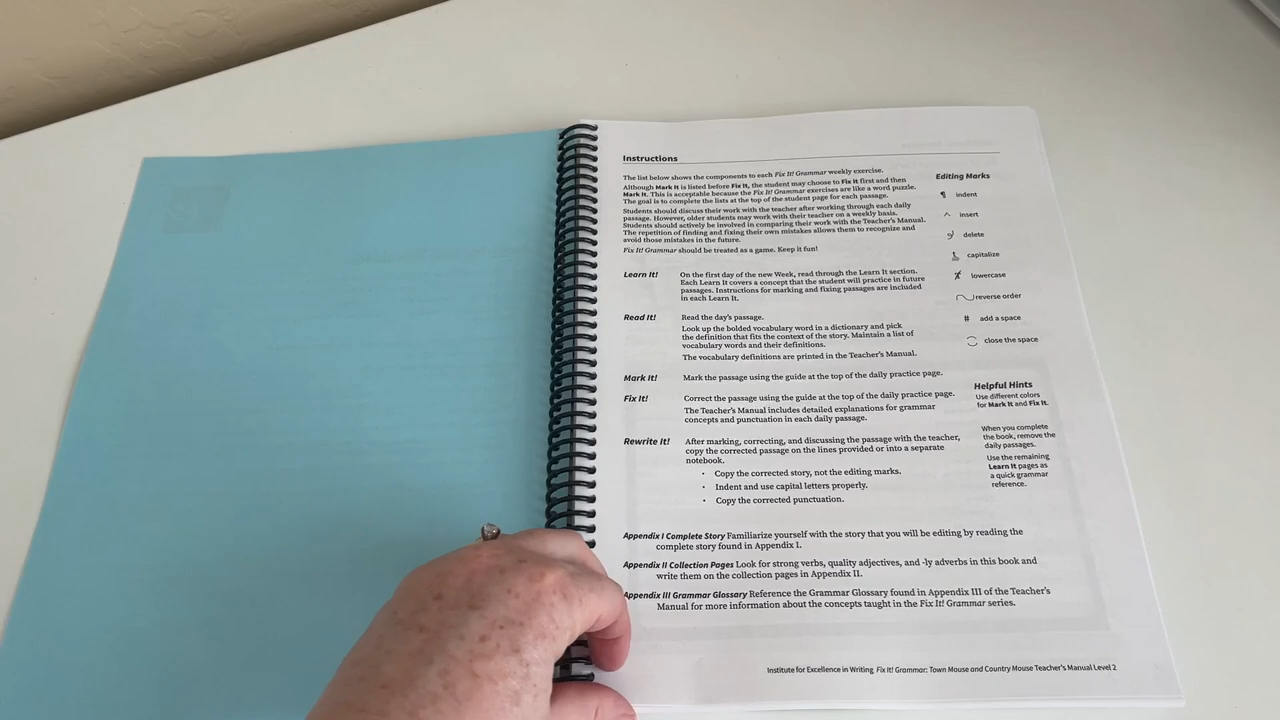 Instructions
The list below shows the components to each Fix It! Grammar weekly exercise.
Although Mark It is listed before Fix It, the student may choose to Fix It first and then
Mark It. This is acceptable because the Fix It! Grammar exercises are like a word puzzle.
The goal is to complete the lists at the top of the student page for each passage.
Students should discuss their work with the teacher after working through each daily
passage. However, older students may work with their teacher on a weekly basis.
Students should actively be involved in comparing their work with the Teacher's Manual.
The repetition of finding and fixing their own mistakes allows them to recognize and
avoid those mistakes in the future.
Fix It! Grammar should be treated as a game. Keep it fun!
Learn It! On the first day of the new Week, read through the Learn It section.
Each Learn It covers a concept that the student will practice in future
passages. Instructions for marking and fixing passages are included
in each Learn It.
Read It! Read the day's passage.
Look up the bolded vocabulary word in a dictionary and pick
the definition that fits the context of the story. Maintain a list of
vocabulary words and their definitions.
The vocabulary definitions are printed in the Teacher's Manual.
Mark It! Mark the passage using the guide at the top of the daily practice page.
Fix It! Correct the passage using the guide at the top of the daily practice page.
The Teacher's Manual includes detailed explanations for grammar
concepts and punctuation in each daily passage.
Rewrite It! After marking, correcting, and discussing the passage with the teacher,
copy the corrected passage on the lines provided or into a separate
notebook.
• Copy the corrected story, not the editing marks.
• Indent and use capital letters properly.
• Copy the corrected punctuation.
Appendix I Complete Story Familiarize yourself with the story that you will be editing by reading the
complete story found in Appendix I.
Appendix II Collection Pages Look for strong verbs, quality adjectives, and -ly adverbs in this book and
write them on the collection pages in Appendix II.
Appendix III Grammar Glossary Reference the Grammar Glossary found in Appendix III of the Teacher's
Manual for more information about the concepts taught in the Fix It! Grammar series.
Editing Marks
¶ indent
^ insert
delete
capitalize
lowercase
reverse order
# add a space
close the space
Helpful Hints
Use different colors
for Mark It and Fix It.
When you complete
the book, remove the
daily passages.
Use the remaining
Learn It pages as
a quick grammar
reference.
Institute for Excellence in Writing Fix It! Grammar: Town Mouse and Country Mouse Teacher's Manual Level 2